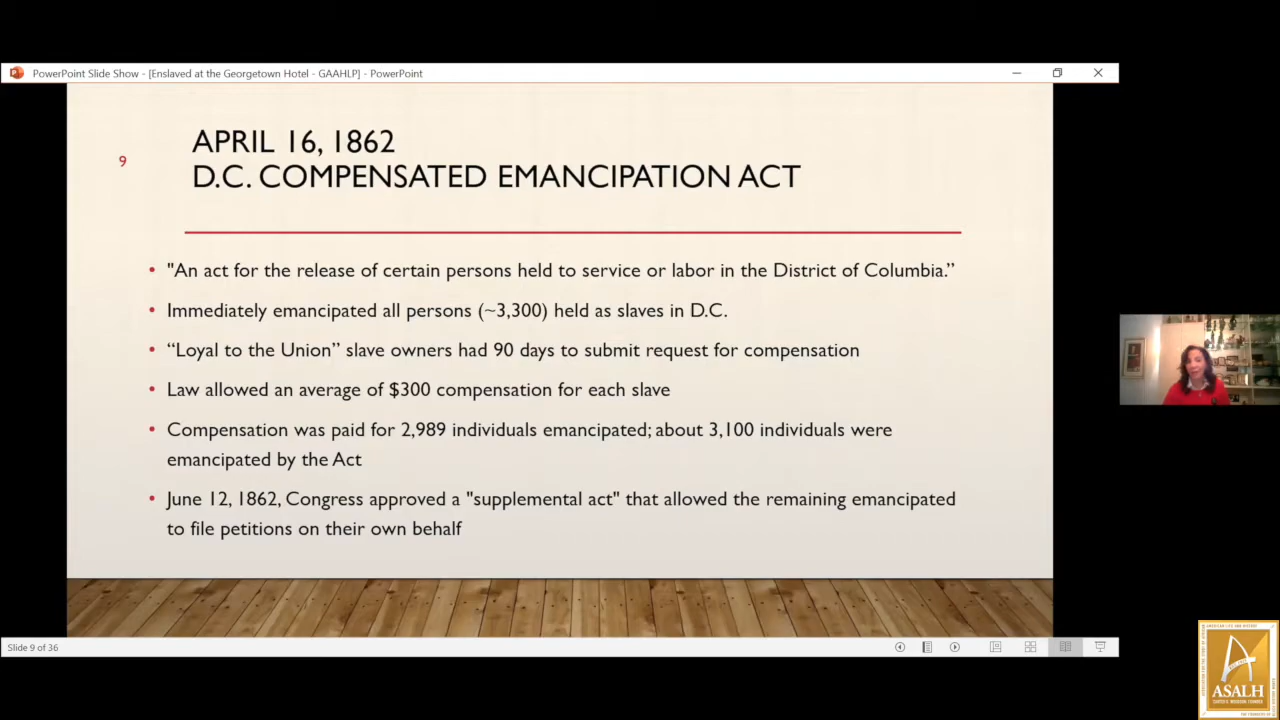 PowerPoint Slide Show - [Enslaved at the Georgetown Hotel - GAAHLP] - PowerPoint
9
APRIL 16, 1862
D.C. COMPENSATED EMANCIPATION ACT
• "An act for the release of certain persons held to service or labor in the District of Columbia.”
• Immediately emancipated all persons (~3,300) held as slaves in D.C.
• “Loyal to the Union” slave owners had 90 days to submit request for compensation
• Law allowed an average of $300 compensation for each slave
• Compensation was paid for 2,989 individuals emancipated; about 3,100 individuals were
emancipated by the Act
• June 12, 1862, Congress approved a "supplemental act" that allowed the remaining emancipated
to file petitions on their own behalf
Slide 9 of 36
ASALH